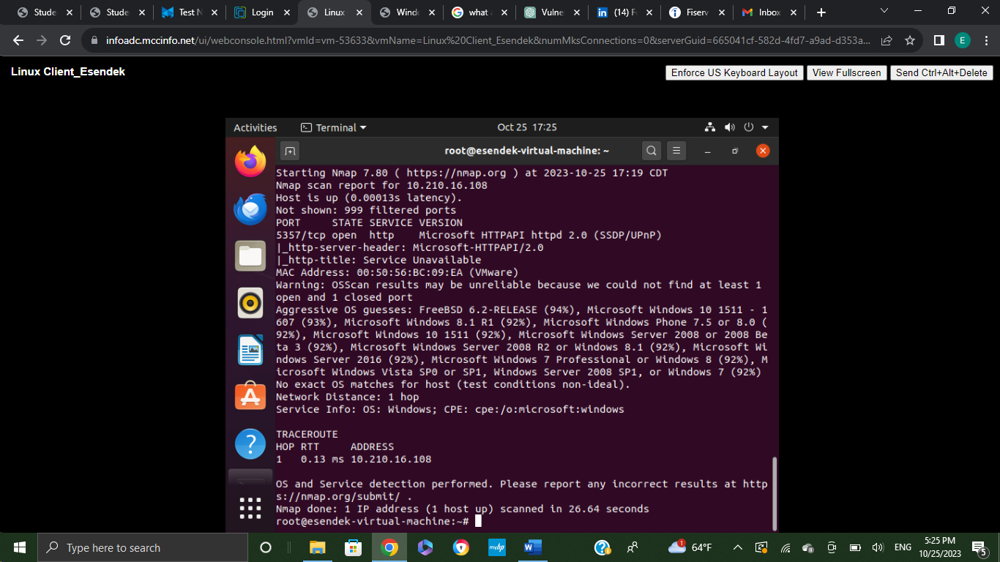 Stude
Stude
Test N
Login
Linux
Wind
what
Vulne
(14) F
Fiserv
Inbox
infoadc.mccinfo.net/ui/webconsole.html?vmId=vm-53633&vmName=Linux%20Client_Esendek&numMksConnections=0&serverGuid=665041cf-582d-4fd7-a9ad-d353a...
E
Linux Client_Esendek
Enforce US Keyboard Layout
View Fullscreen
Send Ctrl+Alt+Delete
Activities
Terminal
Oct 25 17:25
root@esendek-virtual-machine: ~
Starting Nmap 7.80 ( https://nmap.org ) at 2023-10-25 17:19 CDT
Nmap scan report for 10.210.16.108
Host is up (0.00013s latency).
Not shown: 999 filtered ports
PORT     STATE SERVICE VERSION
5357/tcp open  http    Microsoft HTTPAPI httpd 2.0 (SSDP/UPnP)
|_http-server-header: Microsoft-HTTPAPI/2.0
|_http-title: Service Unavailable
MAC Address: 00:50:56:BC:09:EA (VMware)
Warning: OSScan results may be unreliable because we could not find at least 1
open and 1 closed port
Aggressive OS guesses: FreeBSD 6.2-RELEASE (94%), Microsoft Windows 10 1511 - 1
607 (93%), Microsoft Windows 8.1 R1 (92%), Microsoft Windows Phone 7.5 or 8.0 (
92%), Microsoft Windows 10 1511 (92%), Microsoft Windows Server 2008 or 2008 Be
ta 3 (92%), Microsoft Windows Server 2008 R2 or Windows 8.1 (92%), Microsoft Wi
ndows Server 2016 (92%), Microsoft Windows 7 Professional or Windows 8 (92%), M
icrosoft Windows Vista SP0 or SP1, Windows Server 2008 SP1, or Windows 7 (92%)
No exact OS matches for host (test conditions non-ideal).
Network Distance: 1 hop
Service Info: OS: Windows; CPE: cpe:/o:microsoft:windows
TRACEROUTE
HOP RTT     ADDRESS
1   0.13 ms 10.210.16.108
OS and Service detection performed. Please report any incorrect results at http
s://nmap.org/submit/ .
Nmap done: 1 IP address (1 host up) scanned in 26.64 seconds
root@esendek-virtual-machine:~#
Type here to search
myhp
W
1
64°F
ENG
5:25 PM
10/25/2023
5